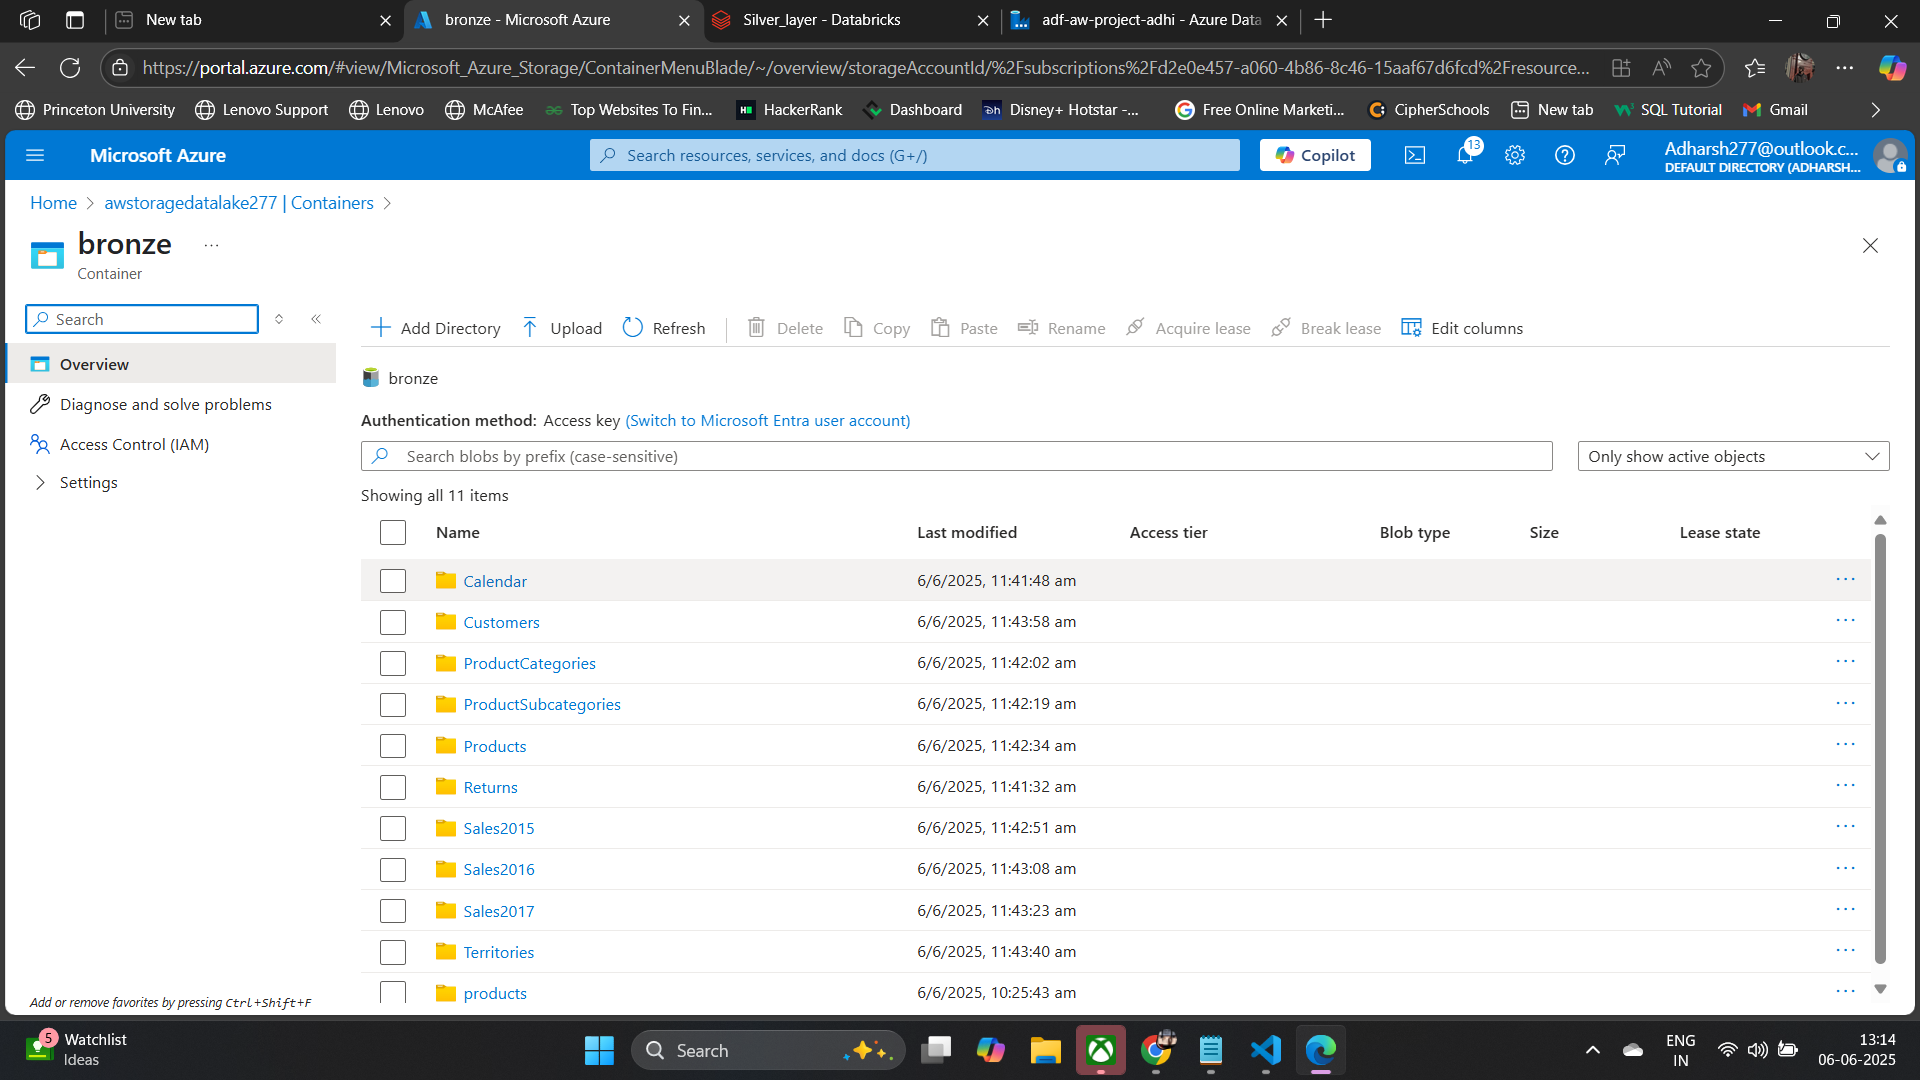 New tab
bronze - Microsoft Azure
Silver_layer - Databricks
adf-aw-project-adhi - Azure Data
https://portal.azure.com/#view/Microsoft_Azure_Storage/ContainerMenuBlade/~/overview/storageAccountId/%2Fsubscriptions%2Fd2e0e457-a060-4b86-8c46-15aaf67d6fcd%2Fresource...
Princeton University
Lenovo Support
Lenovo
McAfee
Top Websites To Fin...
HackerRank
Dashboard
Disney+ Hotstar -...
Free Online Marketi...
CipherSchools
New tab
SQL Tutorial
Gmail
Microsoft Azure
Search resources, services, and docs (G+/)
Copilot
13
Adharsh277@outlook.c...
DEFAULT DIRECTORY (ADHARSH...
Home > awstoragedatalake277 | Containers >
bronze ...
Container
Search
Overview
Diagnose and solve problems
Access Control (IAM)
Settings
Add or remove favorites by pressing Ctrl+Shift+F
Add Directory
Upload
Refresh
Delete
Copy
Paste
Rename
Acquire lease
Break lease
Edit columns
bronze
Authentication method: Access key (Switch to Microsoft Entra user account)
Search blobs by prefix (case-sensitive)
Only show active objects
Showing all 11 items
Name Last modified Access tier Blob type Size Lease state
Calendar 6/6/2025, 11:41:48 am ...
Customers 6/6/2025, 11:43:58 am ...
ProductCategories 6/6/2025, 11:42:02 am ...
ProductSubcategories 6/6/2025, 11:42:19 am ...
Products 6/6/2025, 11:42:34 am ...
Returns 6/6/2025, 11:41:32 am ...
Sales2015 6/6/2025, 11:42:51 am ...
Sales2016 6/6/2025, 11:43:08 am ...
Sales2017 6/6/2025, 11:43:23 am ...
Territories 6/6/2025, 11:43:40 am ...
products 6/6/2025, 10:25:43 am ...
5
Watchlist
Ideas
Search
ENG
IN
13:14
06-06-2025